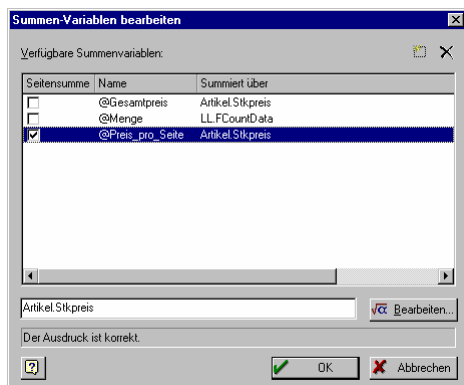 Summen-Variablen bearbeiten
Verfügbare Summenvariablen:
Seitensumme Name Summiert über
@Gesamtpreis Artikel.Stkpreis
@Menge LL.FCountData
@Preis_pro_Seite Artikel.Stkpreis
Artikel.Stkpreis √α Bearbeiten...
Der Ausdruck ist korrekt.
? OK Abbrechen